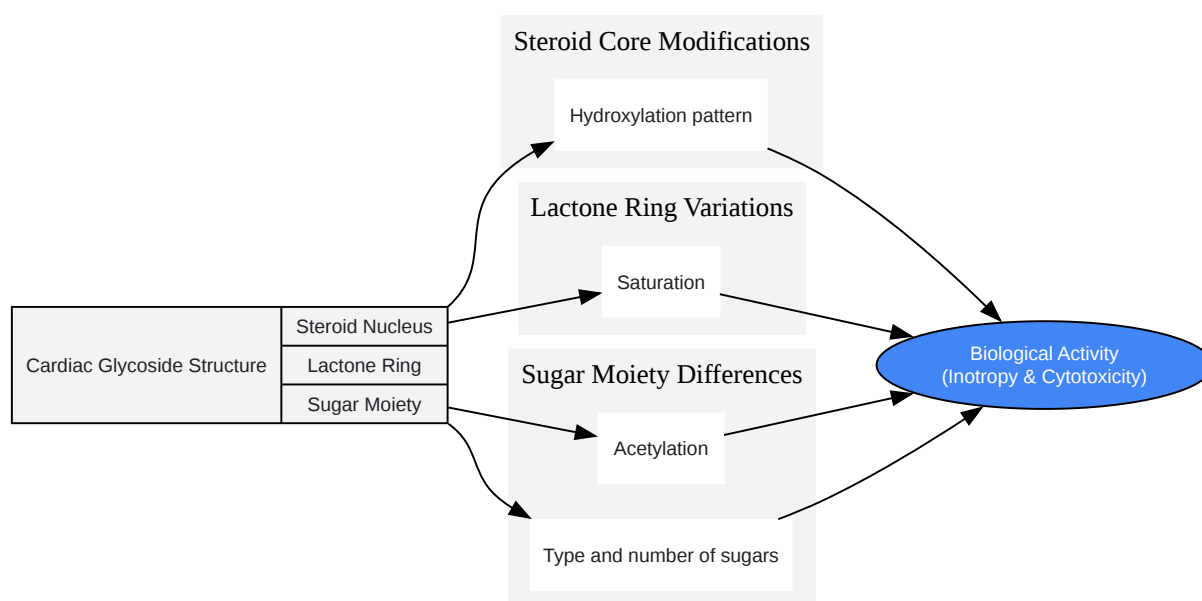 Cardiac Glycoside Structure
Steroid Nucleus
Lactone Ring
Sugar Moiety
Steroid Core Modifications
Hydroxylation pattern
Lactone Ring Variations
Saturation
Sugar Moiety Differences
Acetylation
Type and number of sugars
Biological Activity
(Inotropy & Cytotoxicity)